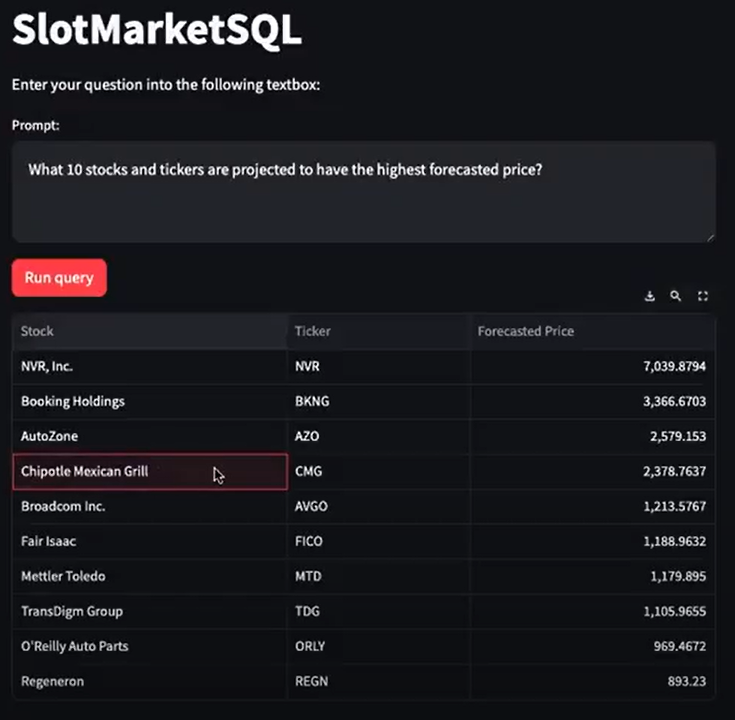 SlotMarketSQL
Enter your question into the following textbox:
Prompt:
What 10 stocks and tickers are projected to have the highest forecasted price?
Run query
Stock Ticker Forecasted Price
NVR, Inc. NVR 7,039.8794
Booking Holdings BKNG 3,366.6703
AutoZone AZO 2,579.153
Chipotle Mexican Grill CMG 2,378.7637
Broadcom Inc. AVGO 1,213.5767
Fair Isaac FICO 1,188.9632
Mettler Toledo MTD 1,179.895
TransDigm Group TDG 1,105.9655
O'Reilly Auto Parts ORLY 969.4672
Regeneron REGN 893.23